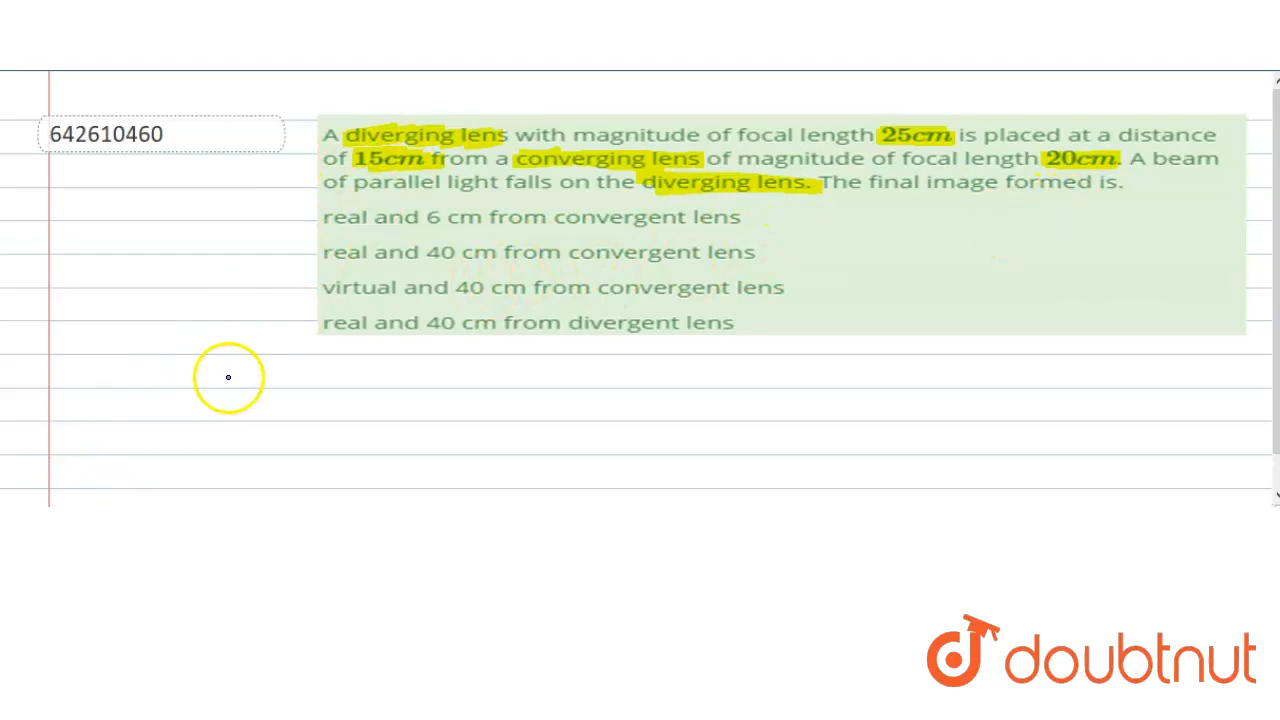 642610460
A diverging lens with magnitude of focal length 25cm is placed at a distance
of 15cm from a converging lens of magnitude of focal length 20cm. A beam
of parallel light falls on the diverging lens. The final image formed is.
real and 6 cm from convergent lens
real and 40 cm from convergent lens
virtual and 40 cm from convergent lens
real and 40 cm from divergent lens
doubtnut